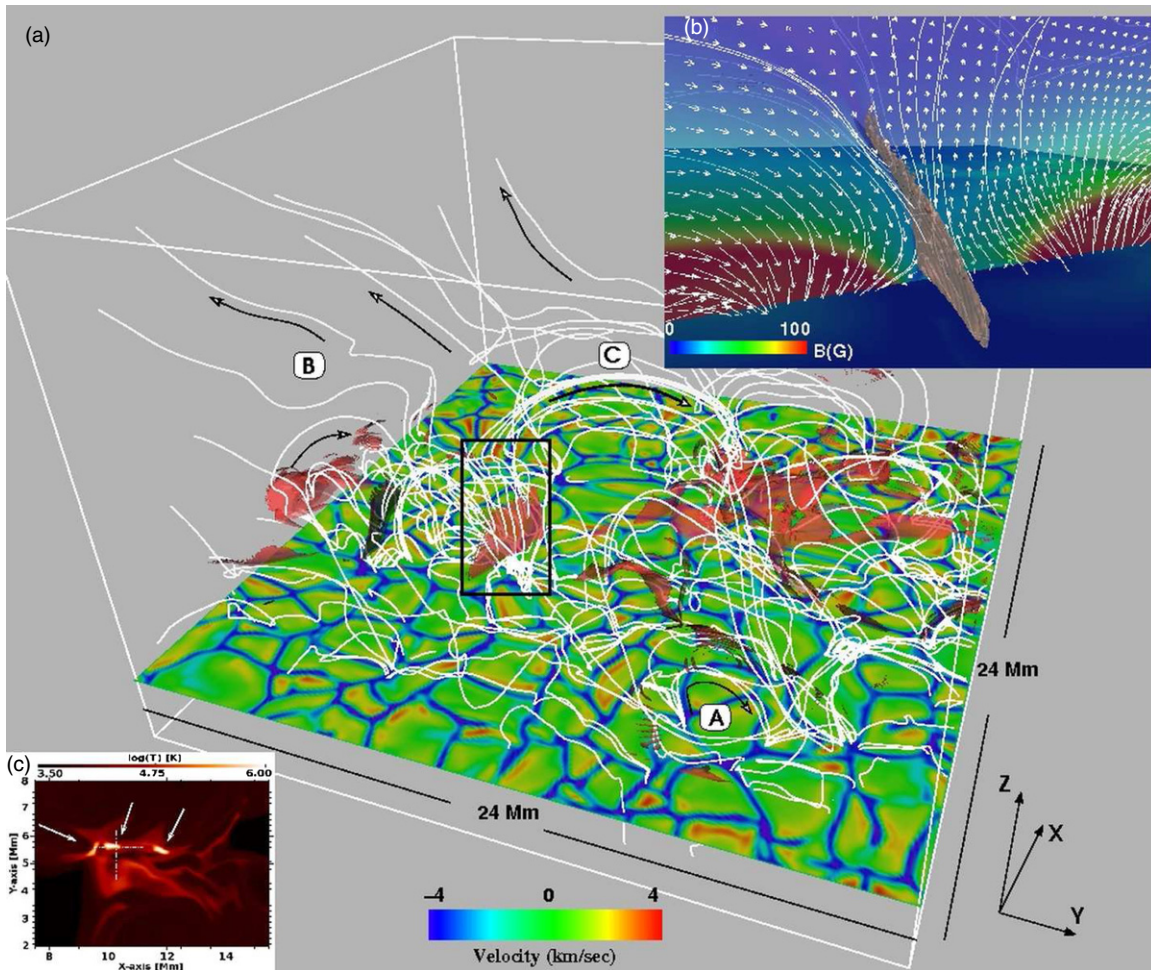 (a)
(b)
0 100
B(G)
B
C
A
24 Mm
24 Mm
(c)
log(T) [K]
3.50 4.75 6.00
8
7
6
5
4
3
2
Y-axis [Mm]
8 10 12 14
X-axis [Mm]
−4 0 4
Velocity (km/sec)
Z
X
Y